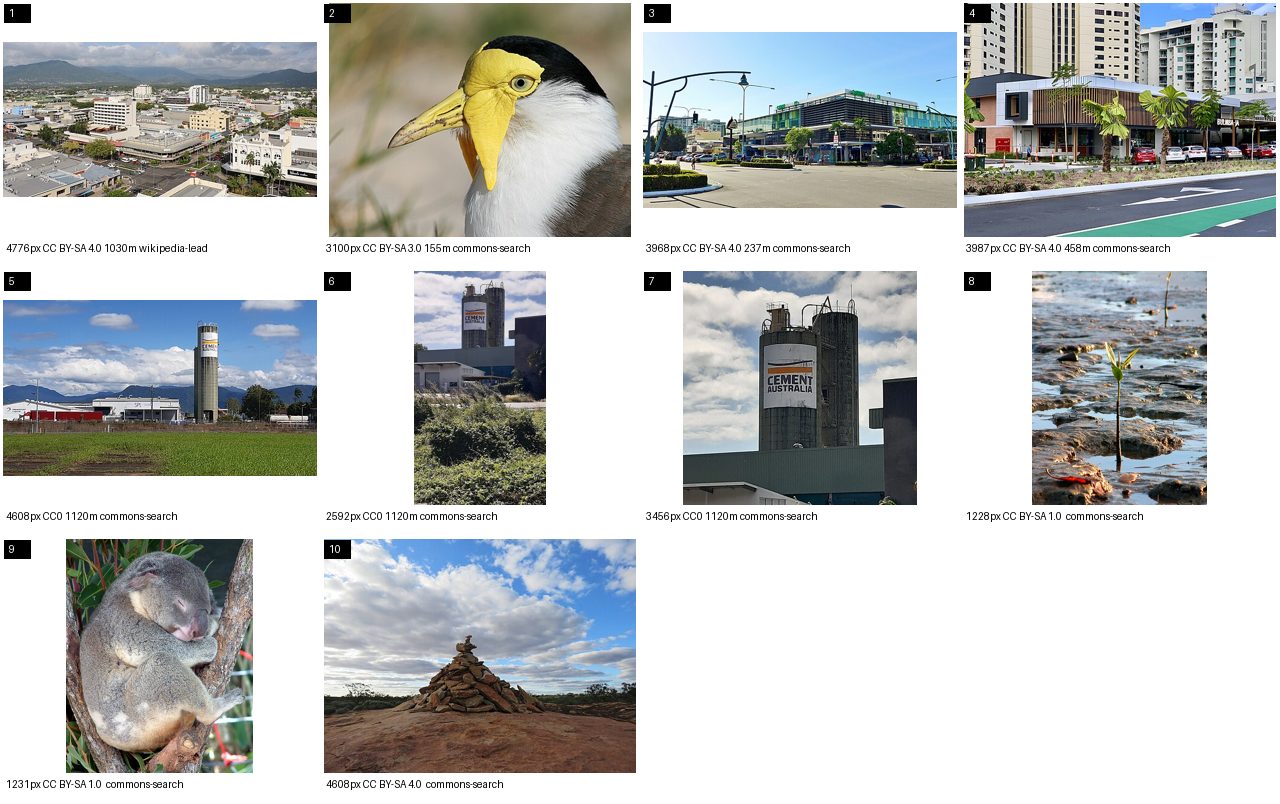 1
2
3
4
4776px CC BY-SA 4.0 1030m wikipedia-lead
3100px CC BY-SA 3.0 155m commons-search
3968px CC BY-SA 4.0 237m commons-search
3987px CC BY-SA 4.0 458m commons-search
5
6
7
8
CEMENT
CEMENT
AUSTRALIA
CEMENT
AUSTRALIA
4608px CC0 1120m commons-search
2592px CC0 1120m commons-search
3456px CC0 1120m commons-search
1228px CC BY-SA 1.0 commons-search
9
10
1231px CC BY-SA 1.0 commons-search
4608px CC BY-SA 4.0 commons-search